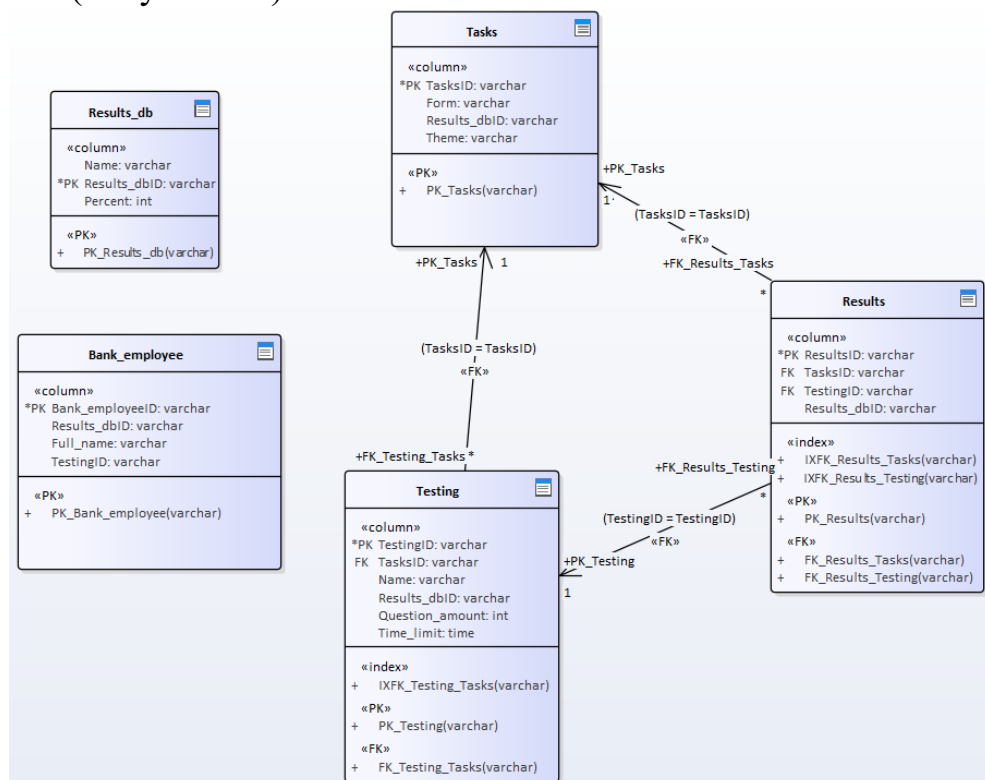 Tasks
«column»
*PK TasksID: varchar
Form: varchar
Results_dbID: varchar
Theme: varchar
«PK»
+ PK_Tasks(varchar)
Results_db
«column»
Name: varchar
*PK Results_dbID: varchar
Percent: int
«PK»
+ PK_Results_db(varchar)
+PK_Tasks
1
(TasksID = TasksID)
«FK»
+FK_Results_Tasks
*
+PK_Tasks 1
(TasksID = TasksID)
«FK»
+FK_Testing_Tasks *
Results
«column»
*PK ResultsID: varchar
FK TasksID: varchar
FK TestingID: varchar
Results_dbID: varchar
«index»
+ IXFK_Results_Tasks(varchar)
+ IXFK_Results_Testing(varchar)
«PK»
+ PK_Results(varchar)
«FK»
+ FK_Results_Tasks(varchar)
+ FK_Results_Testing(varchar)
Bank_employee
«column»
*PK Bank_employeeID: varchar
Results_dbID: varchar
Full_name: varchar
TestingID: varchar
«PK»
+ PK_Bank_employee(varchar)
+FK_Results_Testing
*
(TestingID = TestingID)
«FK»
+PK_Testing
1
Testing
«column»
*PK TestingID: varchar
FK TasksID: varchar
Name: varchar
Results_dbID: varchar
Question_amount: int
Time_limit: time
«index»
+ IXFK_Testing_Tasks(varchar)
«PK»
+ PK_Testing(varchar)
«FK»
+ FK_Testing_Tasks(varchar)